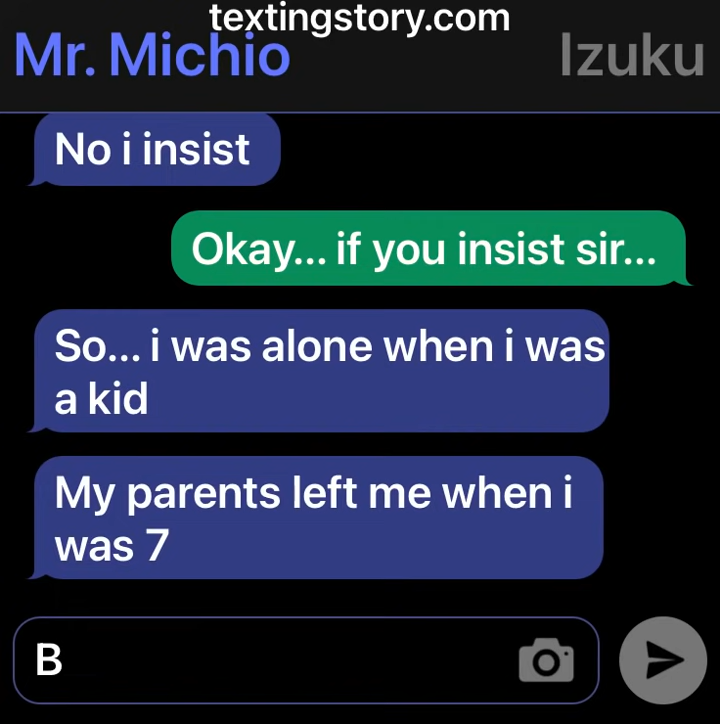 textingstory.com
Mr. Michio
Izuku
No i insist
Okay... if you insist sir...
So... i was alone when i was
a kid
My parents left me when i
was 7
B